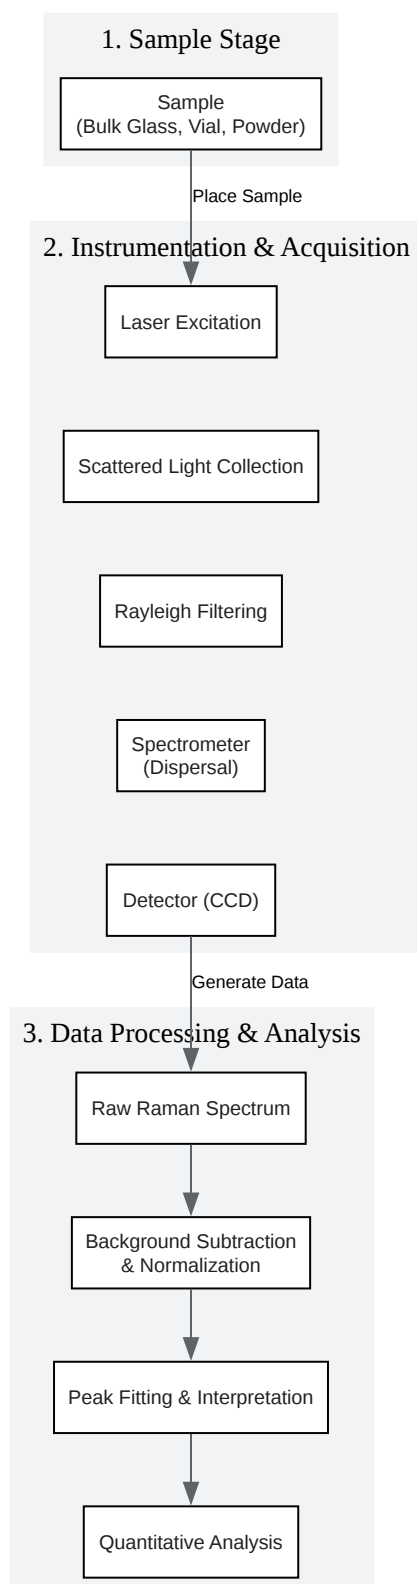 1. Sample Stage
Sample
(Bulk Glass, Vial, Powder)
Place Sample
2. Instrumentation & Acquisition
Laser Excitation
Scattered Light Collection
Rayleigh Filtering
Spectrometer
(Dispersal)
Detector (CCD)
Generate Data
3. Data Processing & Analysis
Raw Raman Spectrum
Background Subtraction
& Normalization
Peak Fitting & Interpretation
Quantitative Analysis